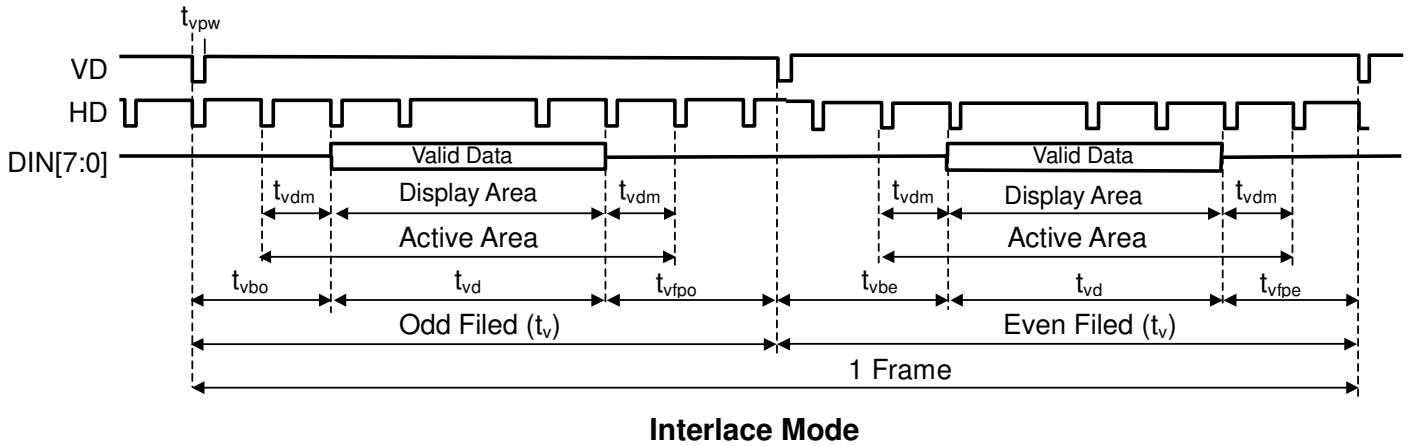 tvpw
VD
HD
DIN[7:0]
Valid Data Valid Data
tvdm Display Area tvdm tvdm Display Area tvdm
Active Area Active Area
tvbo tvd tvfpo tvbe tvd tvfpe
Odd Filed (tv) Even Filed (tv)
1 Frame
Interlace Mode